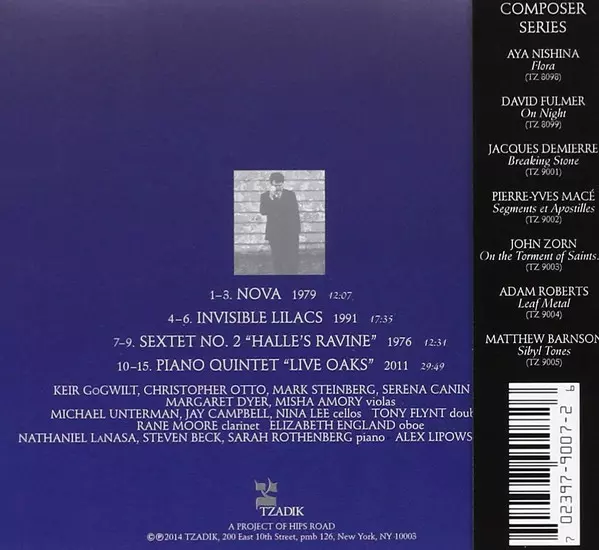 1–3. NOVA 1979 12:07
4–6. INVISIBLE LILACS 1991 17:35
7–9. SEXTET NO. 2 “HALLE'S RAVINE” 1976 12:31
10–15. PIANO QUINTET “LIVE OAKS” 2011 29:49
KEIR GOGWILT, CHRISTOPHER OTTO, MARK STEINBERG, SERENA CANIN
MARGARET DYER, MISHA AMORY violas
MICHAEL UNTERMAN, JAY CAMPBELL, NINA LEE cellos TONY FLYNT doub
RANE MOORE clarinet ELIZABETH ENGLAND oboe
NATHANIEL LANASA, STEVEN BECK, SARAH ROTHENBERG piano ALEX LIPOWS
TZADIK
A PROJECT OF HIPS ROAD
©℗2014 TZADIK, 200 East 10th Street, pmb 126, New York, NY 10003
COMPOSER
SERIES
AYA NISHINA
Flora
(TZ 8098)
DAVID FULMER
On Night
(TZ 8099)
JACQUES DEMIERRE
Breaking Stone
(TZ 9001)
PIERRE-YVES MACÉ
Segments et Apostilles
(TZ 9002)
JOHN ZORN
On the Torment of Saints.
(TZ 9003)
ADAM ROBERTS
Leaf Metal
(TZ 9004)
MATTHEW BARNSON
Sibyl Tones
(TZ 9005)
7 02397-9007-2 6